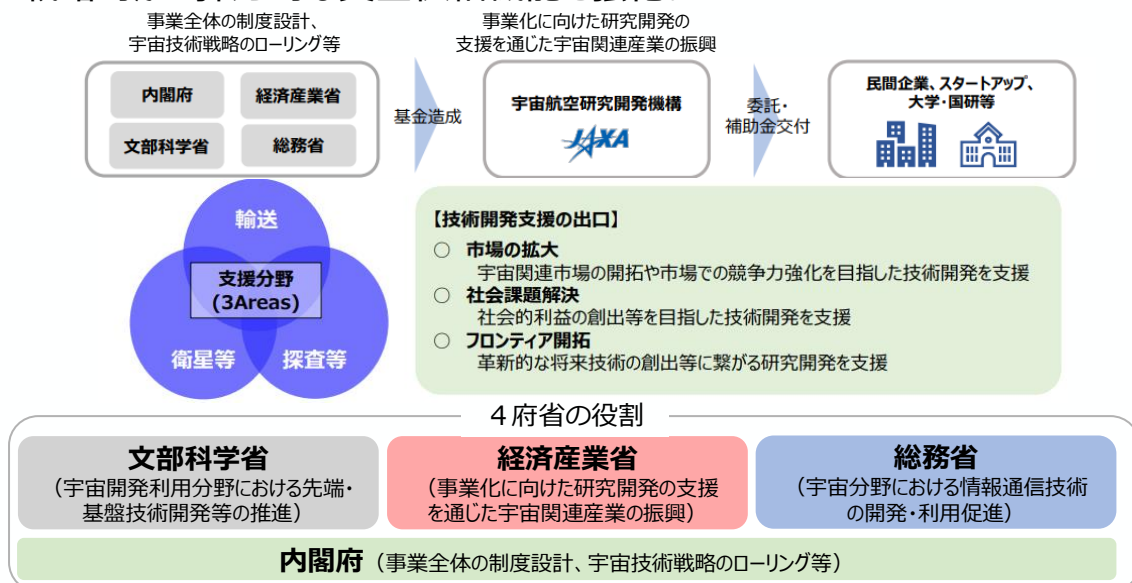 事業全体の制度設計、
宇宙技術戦略のローリング等
事業化に向けた研究開発の
支援を通じた宇宙関連産業の振興
内閣府
経済産業省
文部科学省
総務省
基金造成
宇宙航空研究開発機構
JAXA
委託・
補助金交付
民間企業、スタートアップ、
大学・国研等
輸送
支援分野
(3Areas)
衛星等
探査等
【技術開発支援の出口】
○ 市場の拡大
宇宙関連市場の開拓や市場での競争力強化を目指した技術開発を支援
○ 社会課題解決
社会的利益の創出等を目指した技術開発を支援
○ フロンティア開拓
革新的な将来技術の創出等に繋がる研究開発を支援
4府省の役割
文部科学省
（宇宙開発利用分野における先端・
基盤技術開発等の推進）
経済産業省
（事業化に向けた研究開発の支援
を通じた宇宙関連産業の振興）
総務省
（宇宙分野における情報通信技術
の開発・利用促進）
内閣府（事業全体の制度設計、宇宙技術戦略のローリング等）